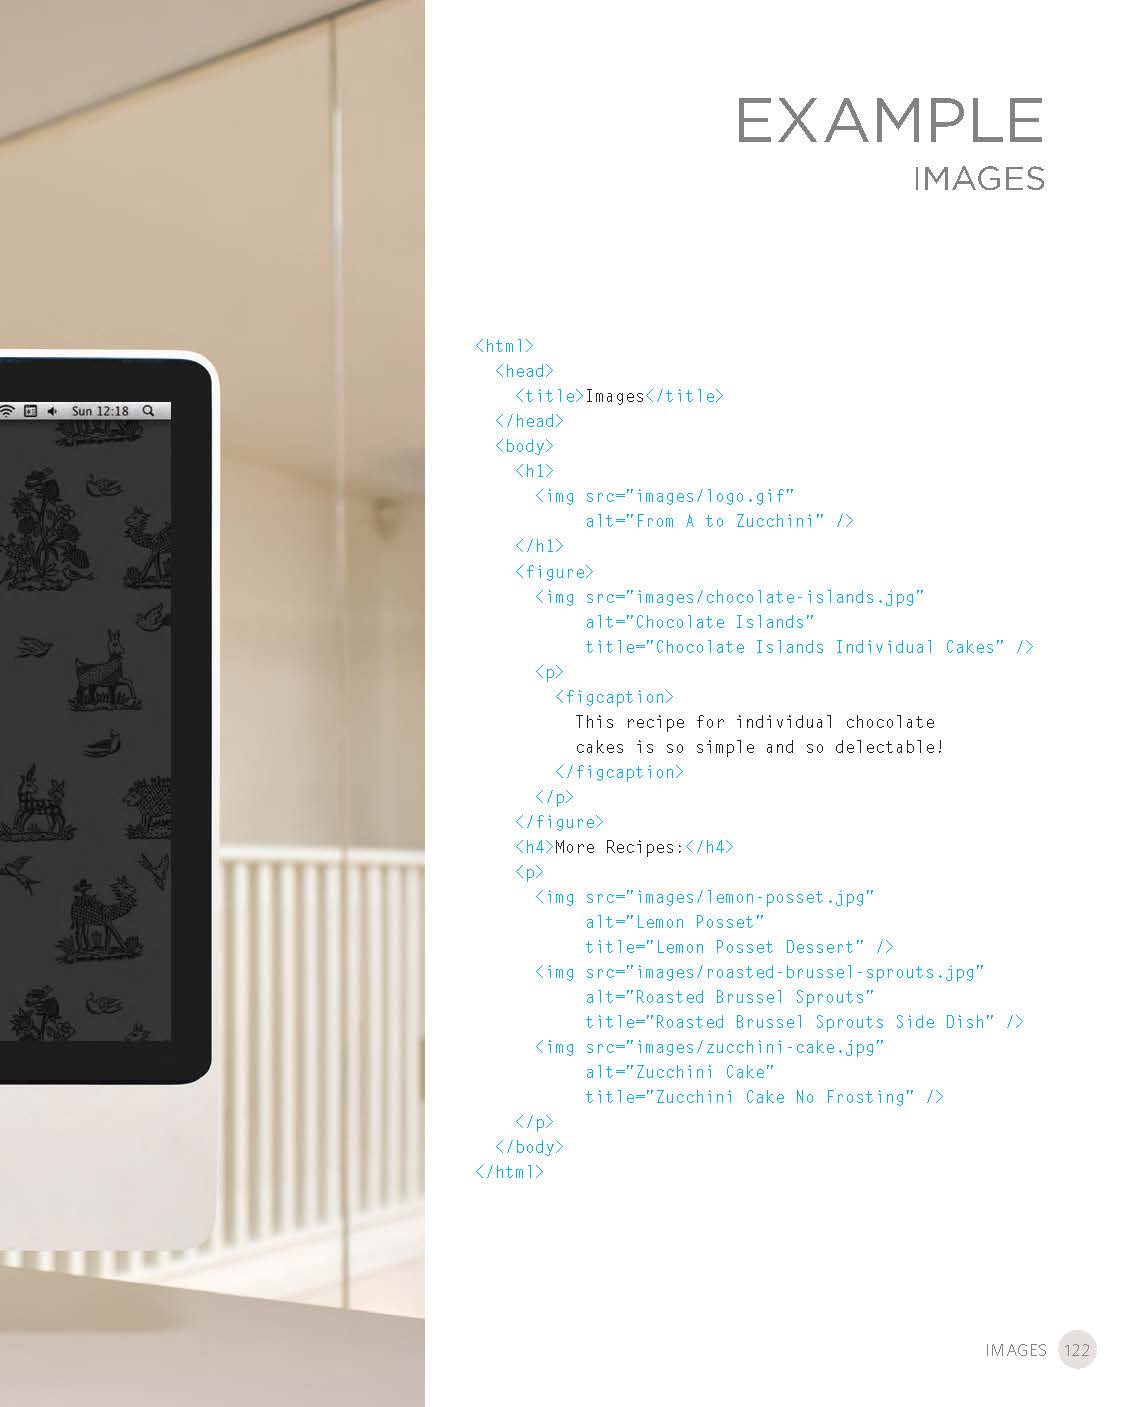 EXAMPLE
IMAGES
Sun 12:18
<html>
  <head>
    <title>Images</title>
  </head>
  <body>
    <h1>
      <img src="images/logo.gif"
           alt="From A to Zucchini" />
    </h1>
    <figure>
      <img src="images/chocolate-islands.jpg"
           alt="Chocolate Islands"
           title="Chocolate Islands Individual Cakes" />
      <p>
        <figcaption>
          This recipe for individual chocolate
          cakes is so simple and so delectable!
        </figcaption>
      </p>
    </figure>
    <h4>More Recipes:</h4>
    <p>
      <img src="images/lemon-posset.jpg"
           alt="Lemon Posset"
           title="Lemon Posset Dessert" />
      <img src="images/roasted-brussel-sprouts.jpg"
           alt="Roasted Brussel Sprouts"
           title="Roasted Brussel Sprouts Side Dish" />
      <img src="images/zucchini-cake.jpg"
           alt="Zucchini Cake"
           title="Zucchini Cake No Frosting" />
    </p>
  </body>
</html>
IMAGES 122